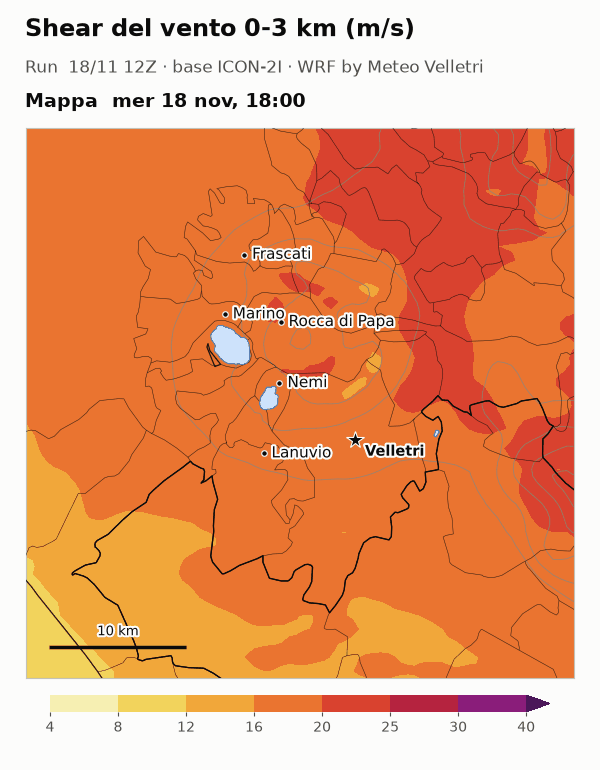 Shear del vento 0-3 km (m/s)
Run  18/11 12Z · base ICON-2I · WRF by Meteo Velletri
Mappa  mer 18 nov, 18:00
Frascati
Marino
Rocca di Papa
Nemi
Velletri
Lanuvio
10 km
4 8 12 16 20 25 30 40